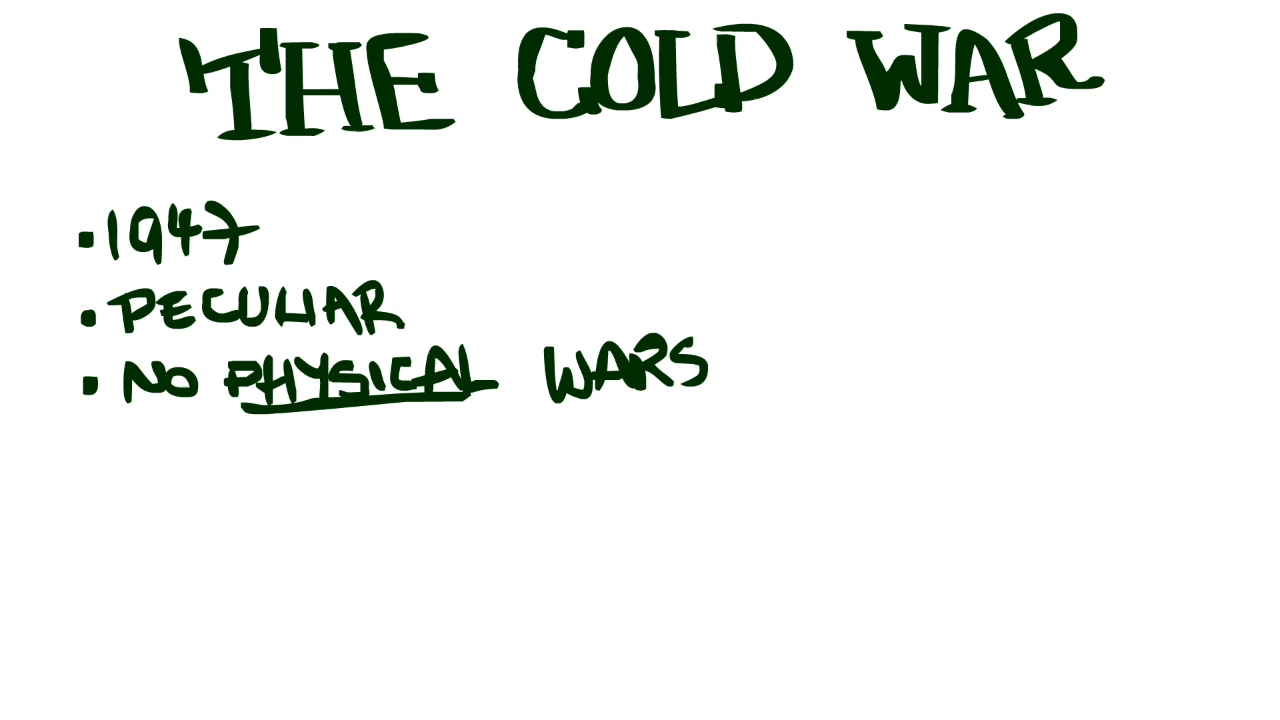 THE COLD WAR
• 1947
• PECULIAR
• NO PHYSICAL WARS